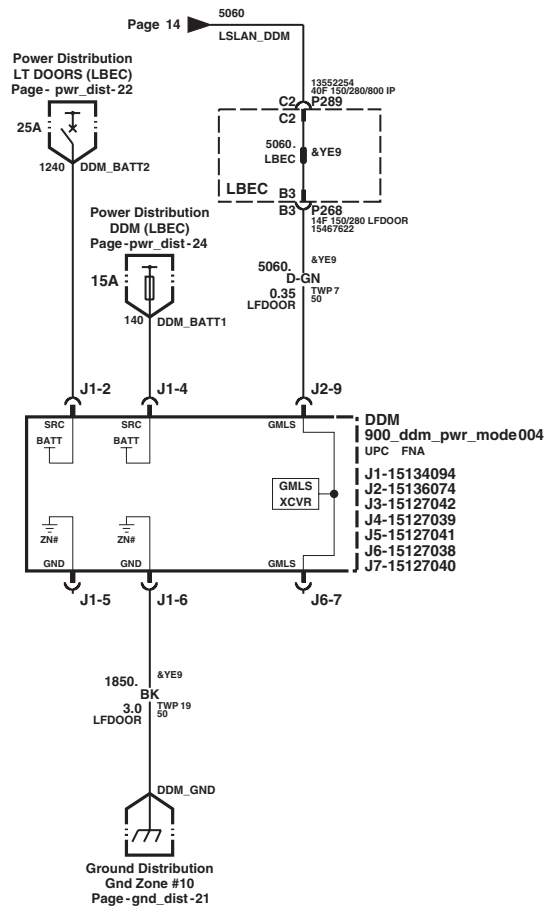 Page 14
5060
LSLAN_DDM
Power Distribution
LT DOORS (LBEC)
Page- pwr_dist-22
25A
1240
DDM_BATT2
13552254
40F 150/280/800 IP
C2
P289
C2
5060.
LBEC
&YE9
LBEC
B3
B3
P268
14F 150/280 LFDOOR
15467622
Power Distribution
DDM (LBEC)
Page-pwr_dist-24
15A
140
DDM_BATT1
5060.
&YE9
D-GN
0.35
LFDOOR
TWP 7
50
J1-2
J1-4
J2-9
SRC
BATT
SRC
BATT
GMLS
GMLS
XCVR
ZN#
GND
ZN#
GND
GMLS
DDM
900_ddm_pwr_mode004
UPC FNA
J1-15134094
J2-15136074
J3-15127042
J4-15127039
J5-15127041
J6-15127038
J7-15127040
J1-5
J1-6
J6-7
1850.
&YE9
BK
3.0
LFDOOR
TWP 19
50
DDM_GND
Ground Distribution
Gnd Zone #10
Page-gnd_dist-21